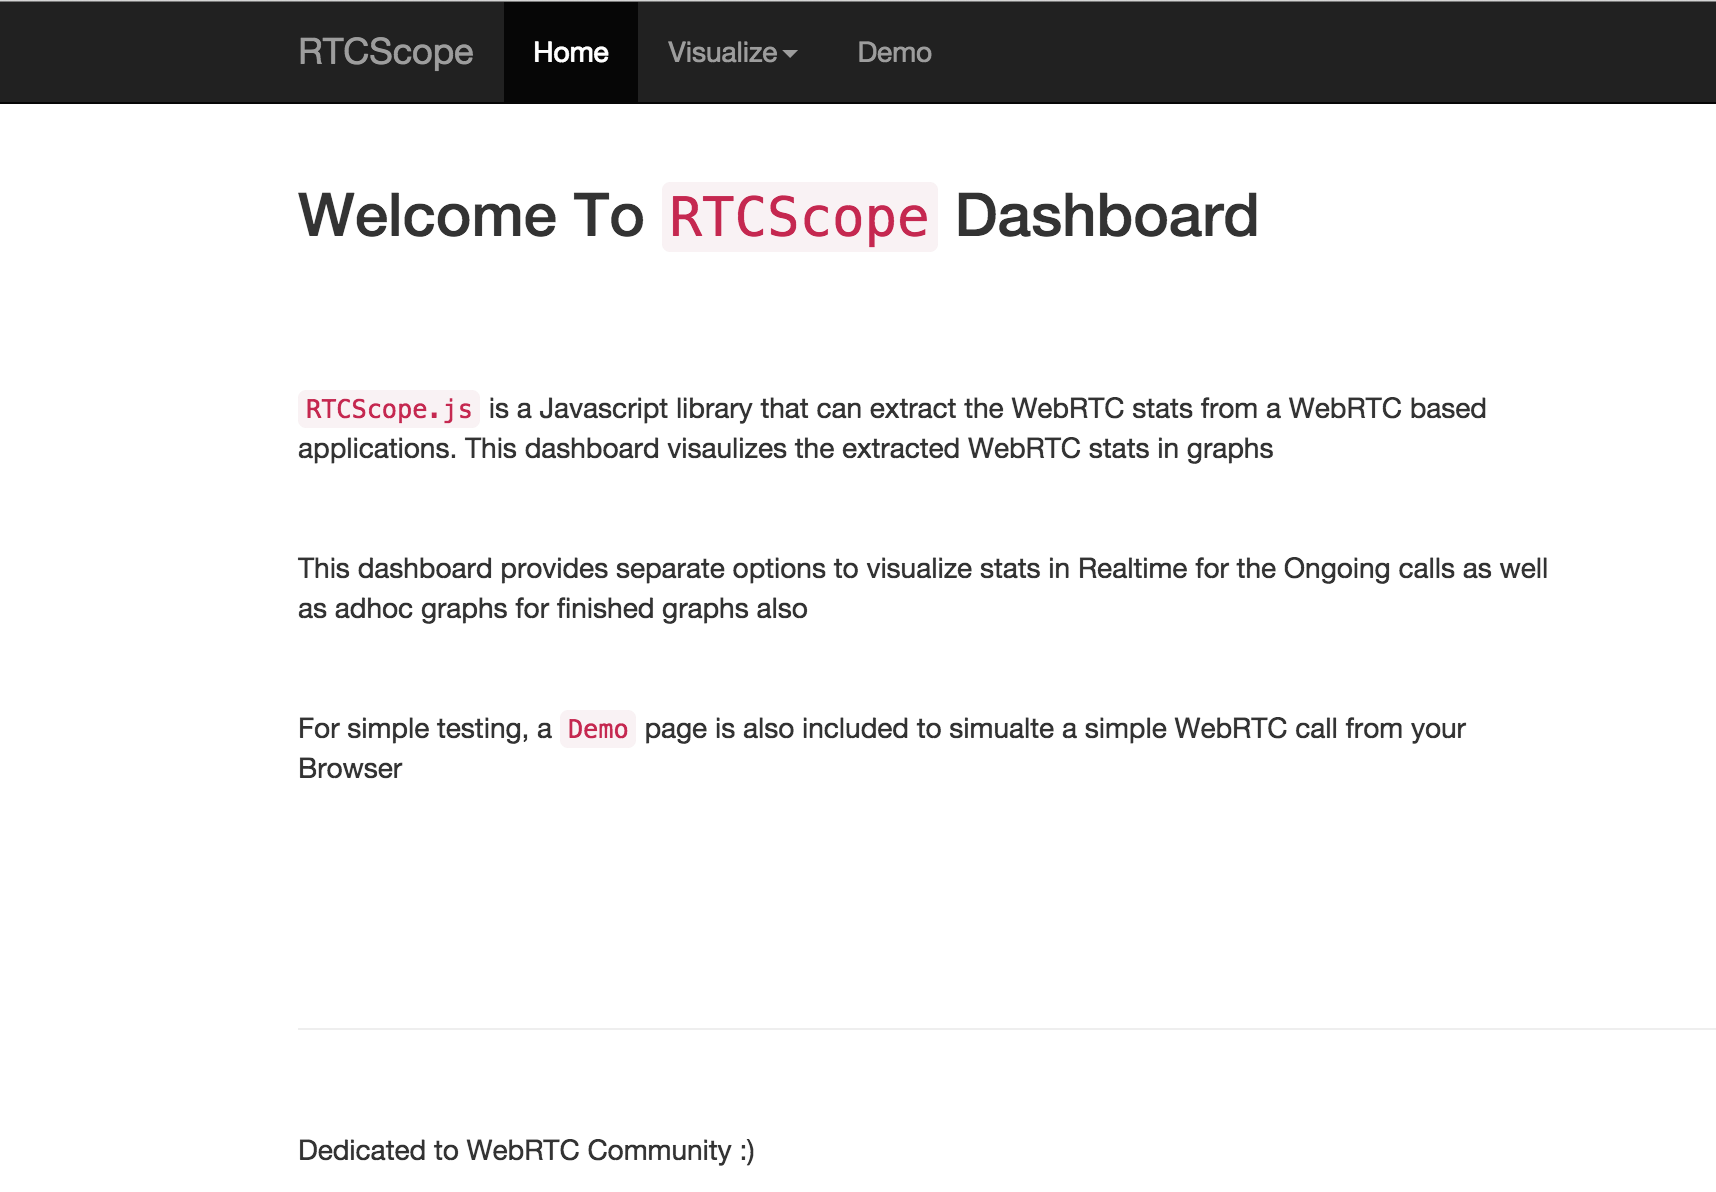 RTCScope Home Visualize Demo
Welcome To RTCScope Dashboard
RTCScope.js is a Javascript library that can extract the WebRTC stats from a WebRTC based
applications. This dashboard visaulizes the extracted WebRTC stats in graphs
This dashboard provides separate options to visualize stats in Realtime for the Ongoing calls as well
as adhoc graphs for finished graphs also
For simple testing, a Demo page is also included to simualte a simple WebRTC call from your
Browser
Dedicated to WebRTC Community :)